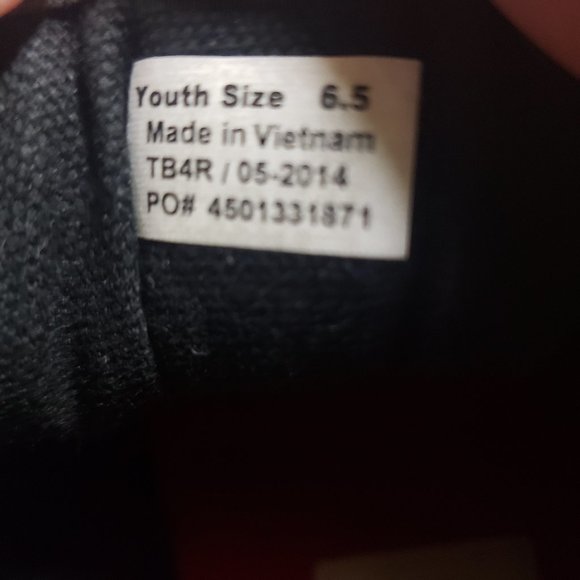 Youth Size 6.5
Made in Vietnam
TB4R / 05-2014
PO# 4501331871